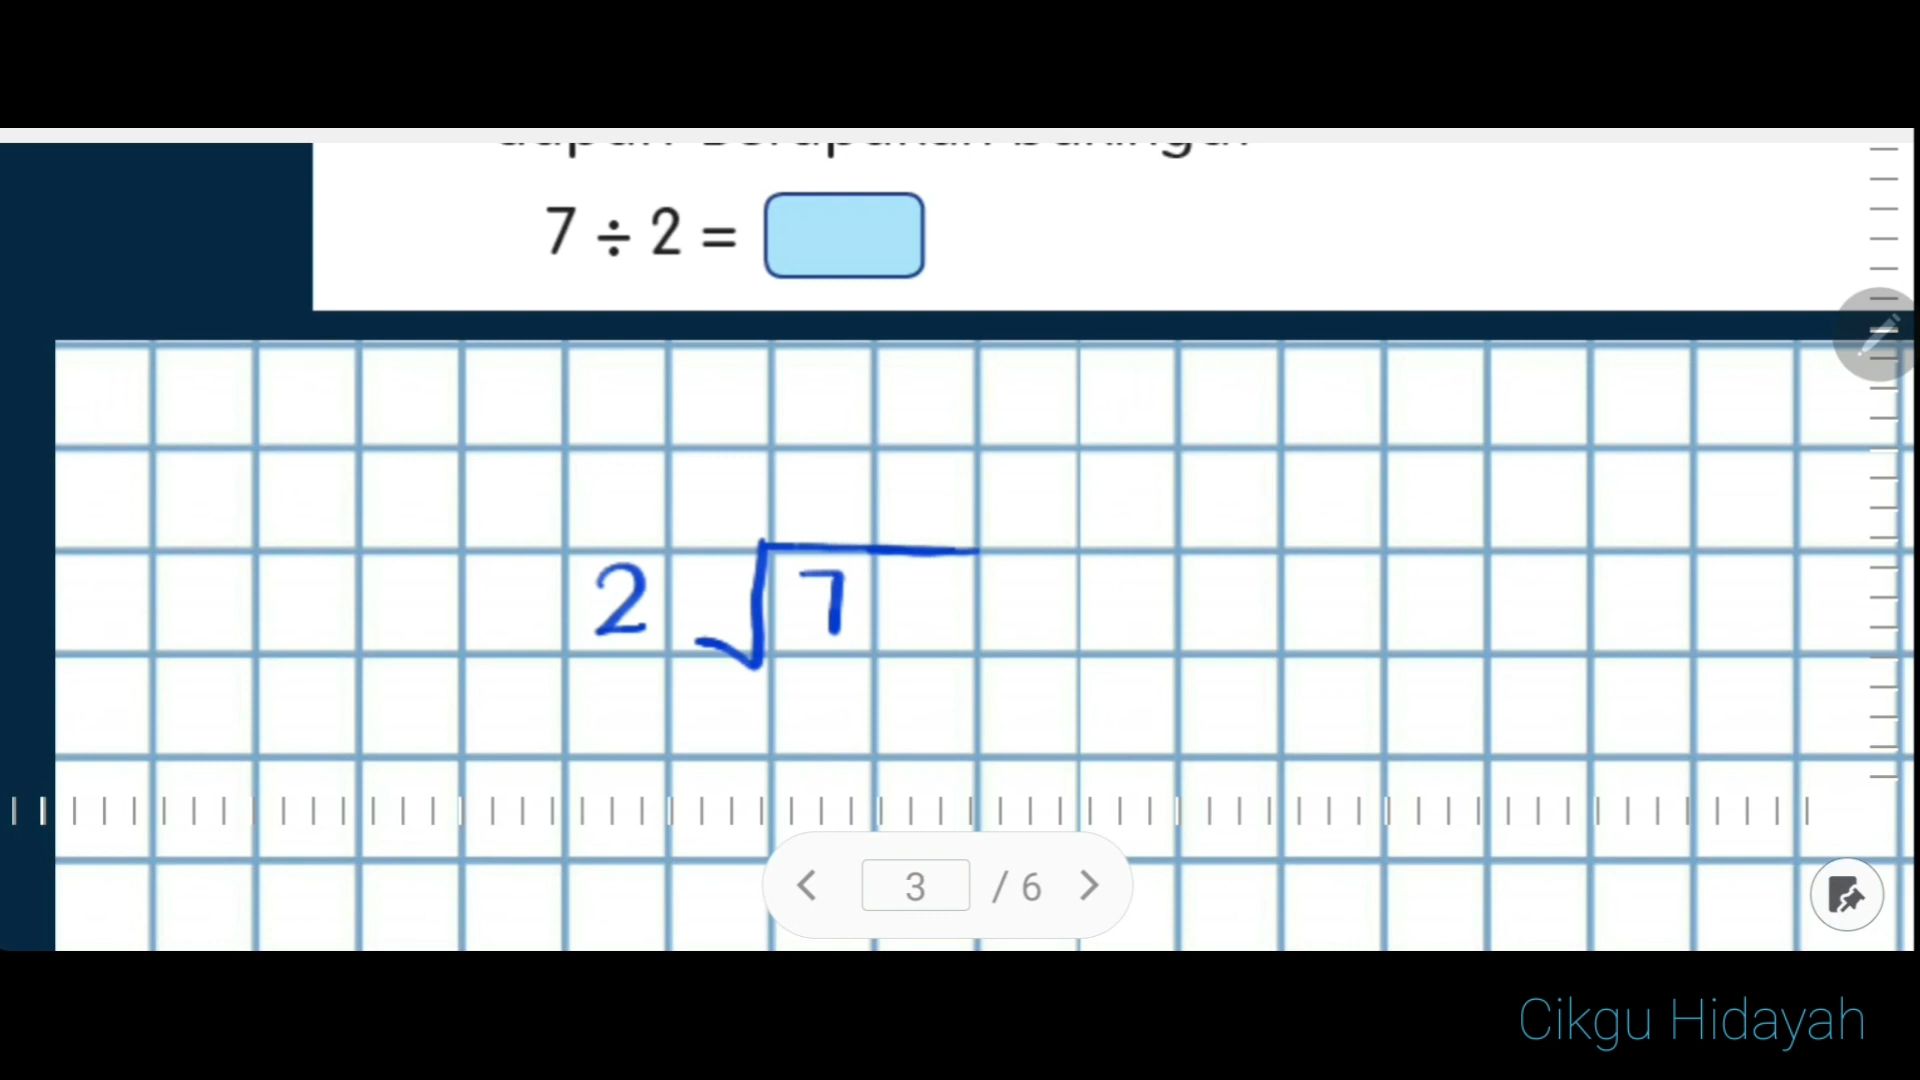 7 ÷ 2 =
2 √7
3 / 6
Cikgu Hidayah